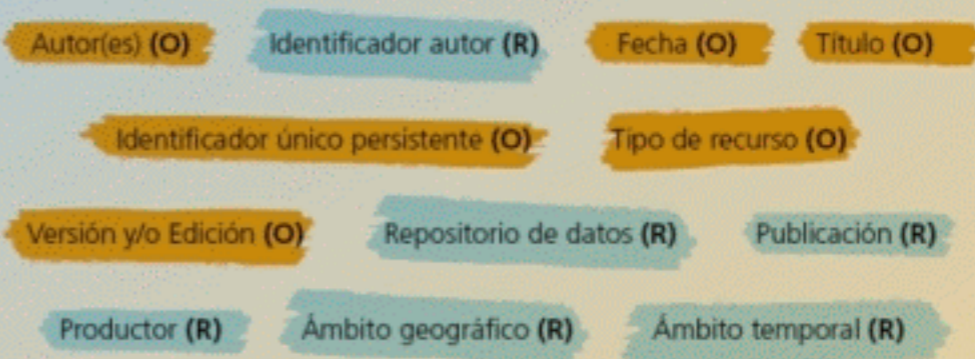 Autor(es) (O) Identificador autor (R) Fecha (O) Título (O)
Identificador único persistente (O) Tipo de recurso (O)
Versión y/o Edición (O) Repositorio de datos (R) Publicación (R)
Productor (R) Ámbito geográfico (R) Ámbito temporal (R)